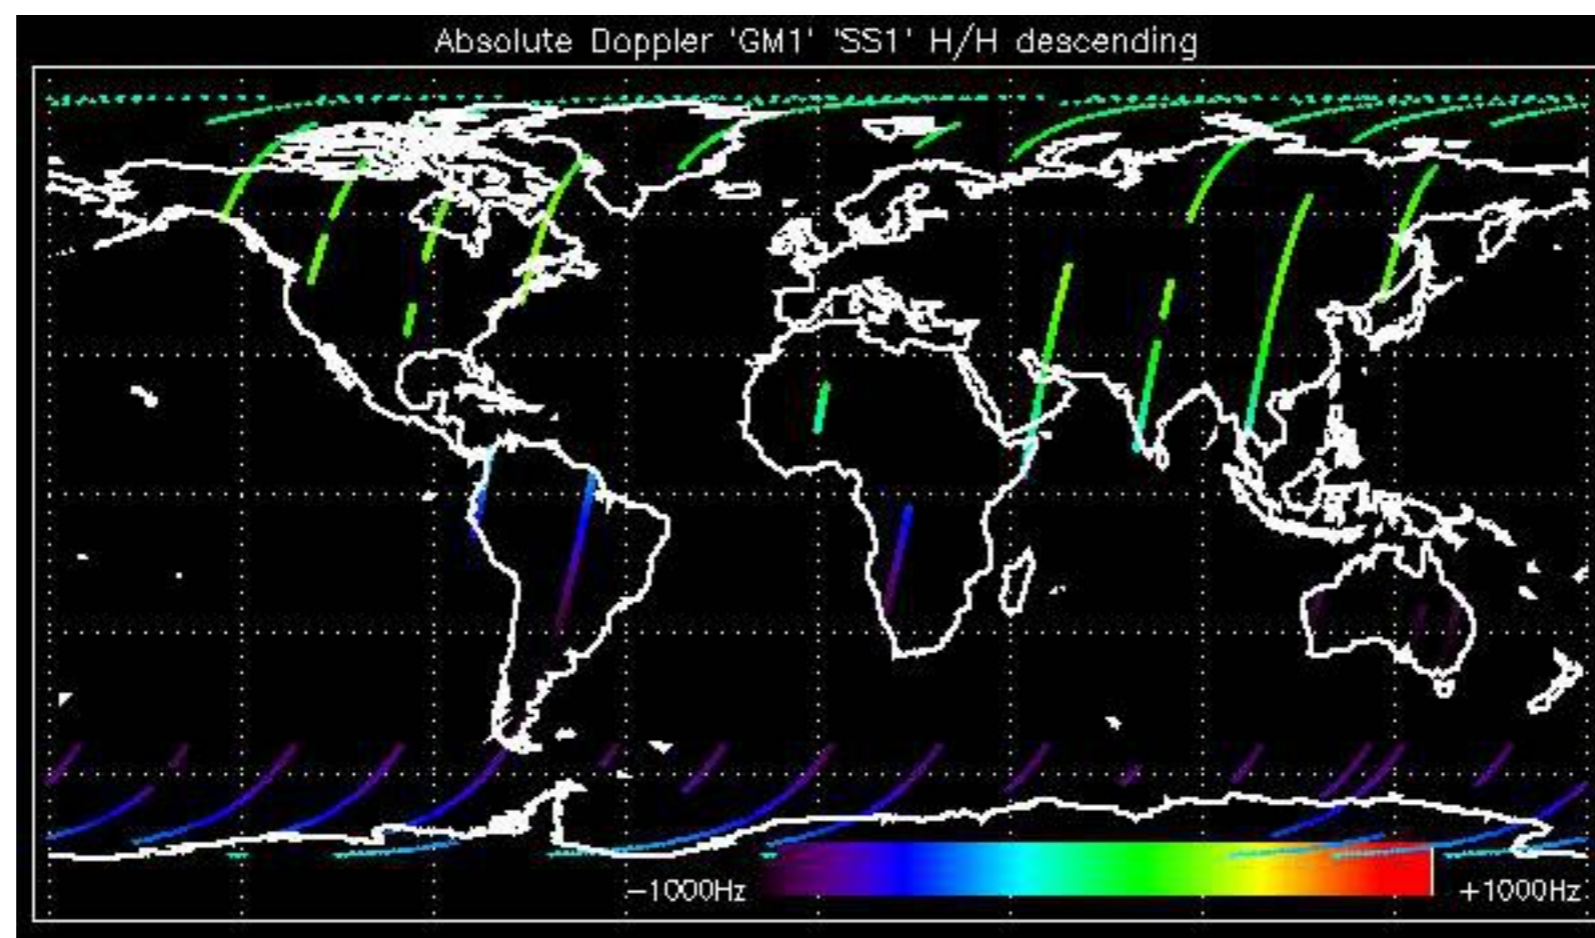 Absolute Doppler 'GM1' 'SS1' H/H descending
−1000Hz
+1000Hz